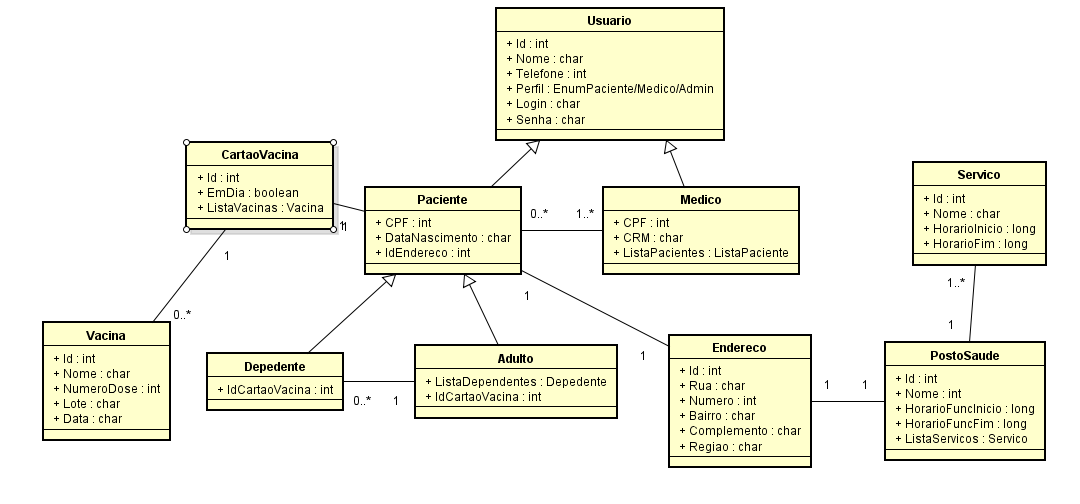 Usuario
+ Id : int
+ Nome : char
+ Telefone : int
+ Perfil : EnumPaciente/Medico/Admin
+ Login : char
+ Senha : char
CartaoVacina
+ Id : int
+ EmDia : boolean
+ ListaVacinas : Vacina
1
1
1
0..*
Paciente
+ CPF : int
+ DataNascimento : char
+ IdEndereco : int
0..*
1..*
Medico
+ CPF : int
+ CRM : char
+ ListaPacientes : ListaPaciente
Servico
+ Id : int
+ Nome : char
+ HorarioInicio : long
+ HorarioFim : long
1..*
1
Vacina
+ Id : int
+ Nome : char
+ NumeroDose : int
+ Lote : char
+ Data : char
Depedente
+ IdCartaoVacina : int
0..*
1
Adulto
+ ListaDependentes : Depedente
+ IdCartaoVacina : int
1
1
Endereco
+ Id : int
+ Rua : char
+ Numero : int
+ Bairro : char
+ Complemento : char
+ Regiao : char
1
1
PostoSaude
+ Id : int
+ Nome : int
+ HorarioFuncInicio : long
+ HorarioFuncFim : long
+ ListaServicos : Servico